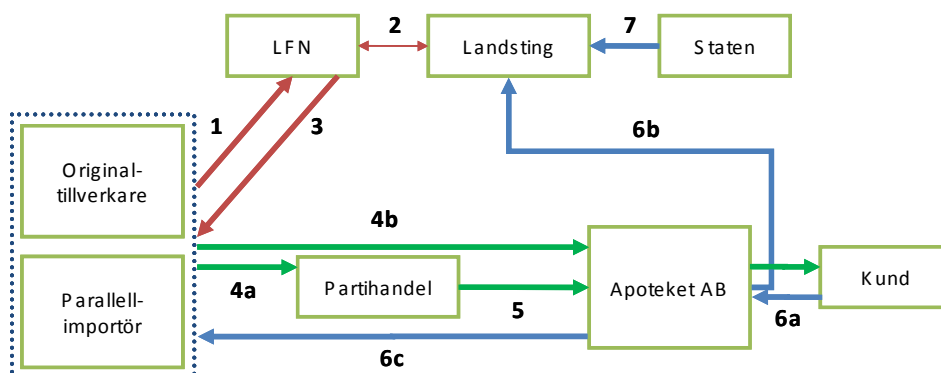 LFN
2
Landsting
7
Staten
1
3
6b
Original-
tillverkare
4b
Parallell-
importör
4a
Partihandel
5
Apoteket AB
6a
Kund
6c